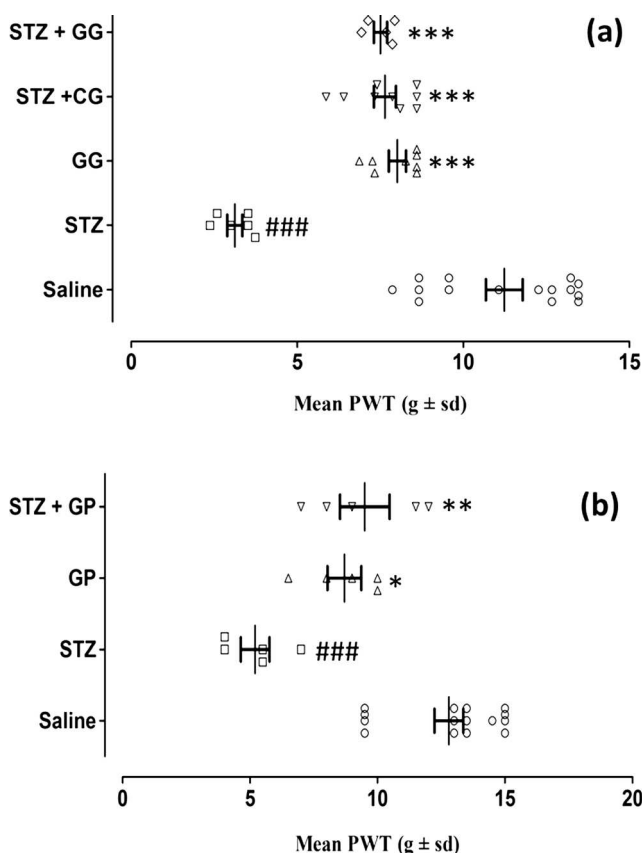 (a)
STZ + GG
***
STZ +CG
***
GG
***
STZ
###
Saline
0 5 10 15
Mean PWT (g ± sd)
(b)
STZ + GP
**
GP
*
STZ
###
Saline
0 5 10 15 20
Mean PWT (g ± sd)